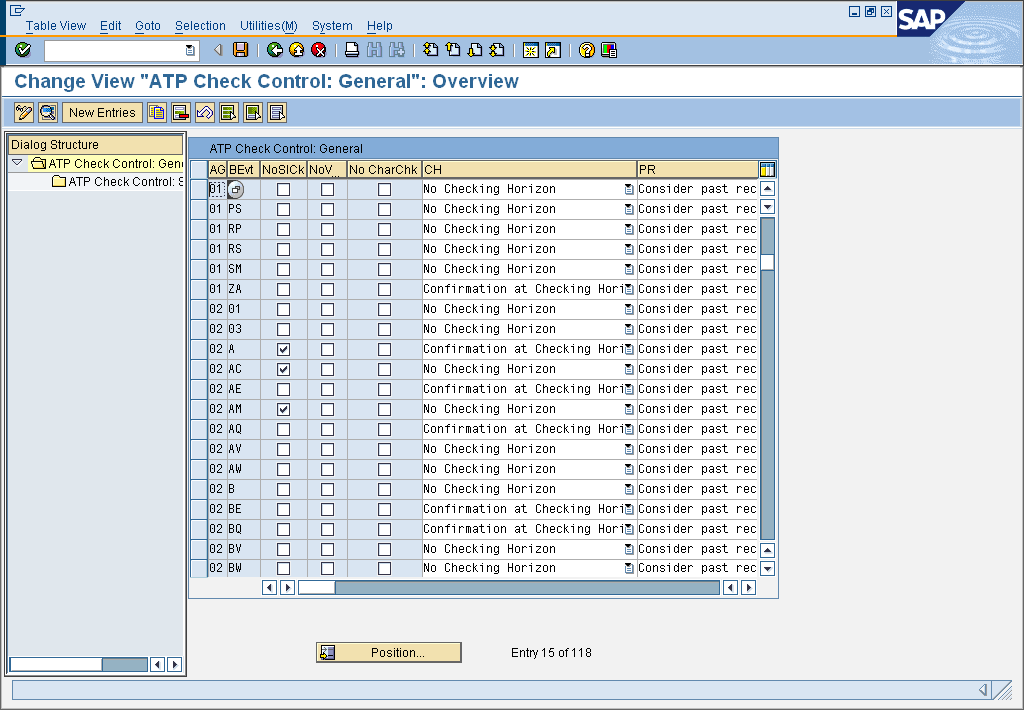 Table View Edit Goto Selection Utilities(M) System Help
SAP
Change View "ATP Check Control: General": Overview
New Entries
Dialog Structure
ATP Check Control: Gen
ATP Check Control: S
ATP Check Control: General
AG BEvt NoSlCk NoV... No CharChk CH PR
01 No Checking Horizon Consider past rec
01 PS No Checking Horizon Consider past rec
01 RP No Checking Horizon Consider past rec
01 RS No Checking Horizon Consider past rec
01 SM No Checking Horizon Consider past rec
01 ZA Confirmation at Checking Hori Consider past rec
02 01 No Checking Horizon Consider past rec
02 03 No Checking Horizon Consider past rec
02 A Confirmation at Checking Hori Consider past rec
02 AC No Checking Horizon Consider past rec
02 AE Confirmation at Checking Hori Consider past rec
02 AM No Checking Horizon Consider past rec
02 AQ Confirmation at Checking Hori Consider past rec
02 AV No Checking Horizon Consider past rec
02 AW No Checking Horizon Consider past rec
02 B No Checking Horizon Consider past rec
02 BE Confirmation at Checking Hori Consider past rec
02 BQ Confirmation at Checking Hori Consider past rec
02 BV No Checking Horizon Consider past rec
02 BW No Checking Horizon Consider past rec
Position... Entry 15 of 118